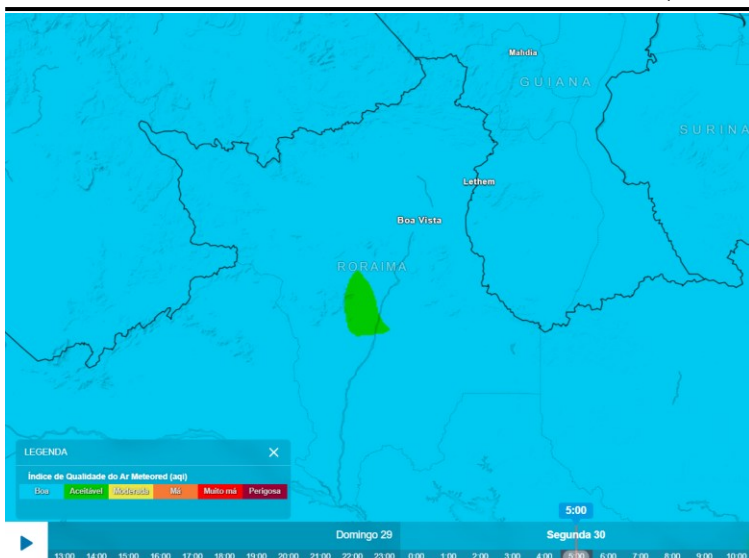 Mahdia
GUIANA
SURINA
Lethem
Boa Vista
RORAIMA
LEGENDA
Índice de Qualidade do Ar Meteored (aqi)
Boa Aceitável Moderada Má Muito má Perigosa
5:00
Domingo 29 Segunda 30
13:00 14:00 15:00 16:00 17:00 18:00 19:00 20:00 21:00 22:00 23:00 0:00 1:00 2:00 3:00 4:00 5:00 6:00 7:00 8:00 9:00 10:00